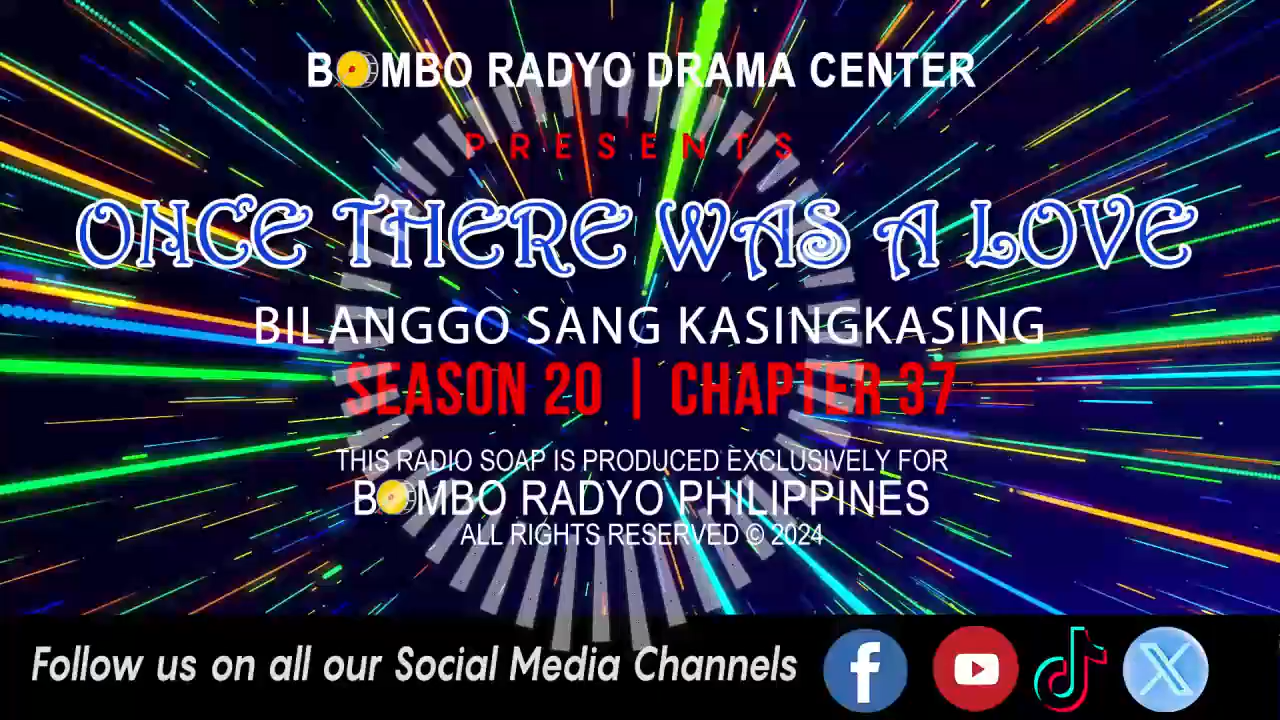 BOMBO RADYO DRAMA CENTER
PRESENTS
ONCE THERE WAS A LOVE
BILANGGO SANG KASINGKASING
SEASON 20 | CHAPTER 37
THIS RADIO SOAP IS PRODUCED EXCLUSIVELY FOR
BOMBO RADYO PHILIPPINES
ALL RIGHTS RESERVED © 2024
Follow us on all our Social Media Channels